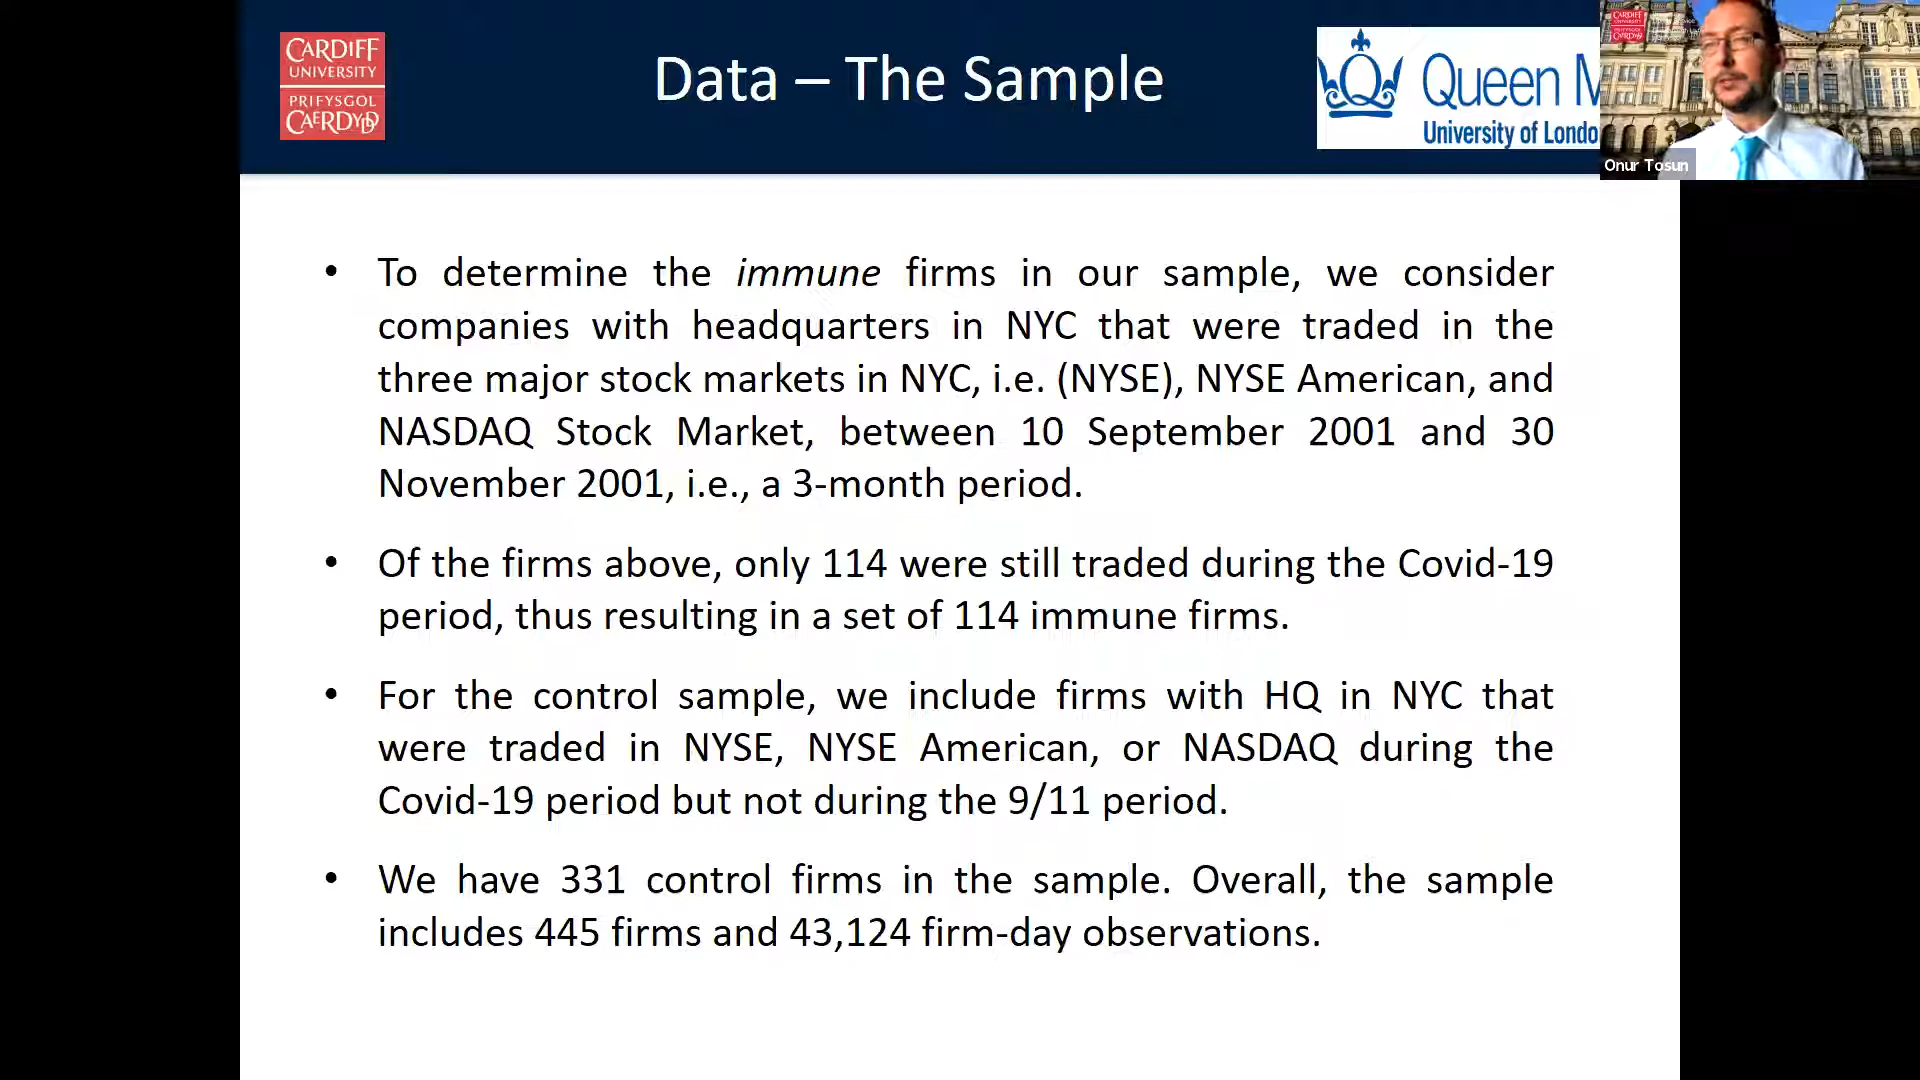 CARDIFF
UNIVERSITY
PRIFYSGOL
CAERDYDD
Data – The Sample
Queen M
University of Londo
CARDIFF
Onur Tosun
• To determine the immune firms in our sample, we consider
companies with headquarters in NYC that were traded in the
three major stock markets in NYC, i.e. (NYSE), NYSE American, and
NASDAQ Stock Market, between 10 September 2001 and 30
November 2001, i.e., a 3-month period.
• Of the firms above, only 114 were still traded during the Covid-19
period, thus resulting in a set of 114 immune firms.
• For the control sample, we include firms with HQ in NYC that
were traded in NYSE, NYSE American, or NASDAQ during the
Covid-19 period but not during the 9/11 period.
• We have 331 control firms in the sample. Overall, the sample
includes 445 firms and 43,124 firm-day observations.